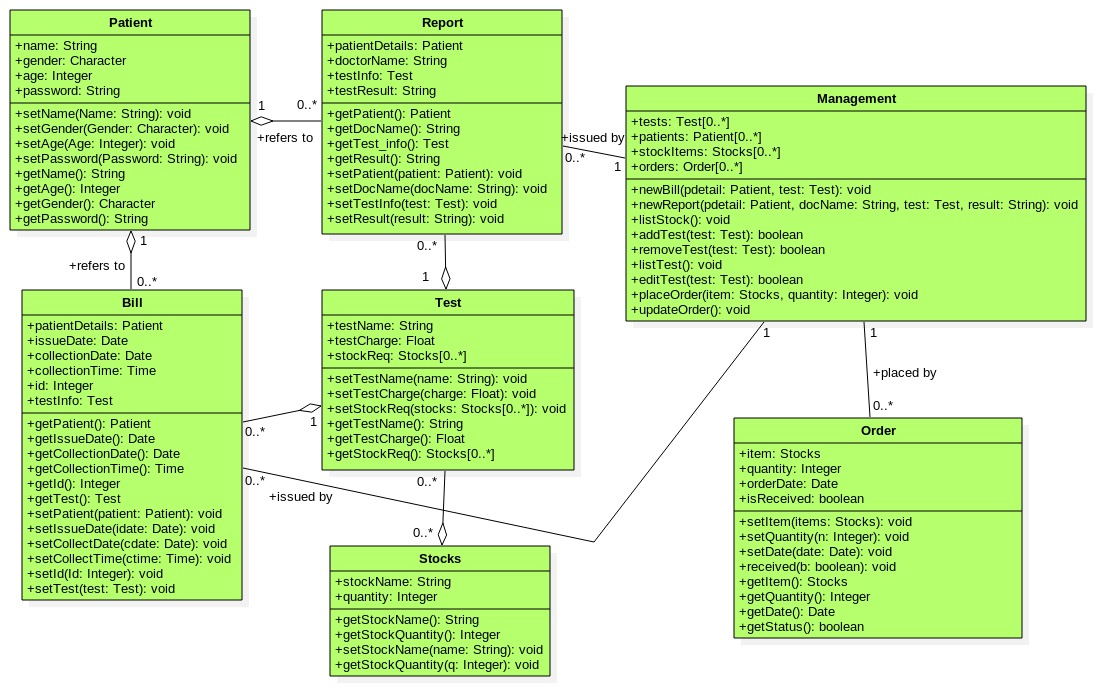 Patient
+name: String
+gender: Character
+age: Integer
+password: String
+setName(Name: String): void
+setGender(Gender: Character): void
+setAge(Age: Integer): void
+setPassword(Password: String): void
+getName(): String
+getAge(): Integer
+getGender(): Character
+getPassword(): String
1
0..*
+refers to
Report
+patientDetails: Patient
+doctorName: String
+testInfo: Test
+testResult: String
+getPatient(): Patient
+getDocName(): String
+getTest_info(): Test
+getResult(): String
+setPatient(patient: Patient): void
+setDocName(docName: String): void
+setTestInfo(test: Test): void
+setResult(result: String): void
+issued by
0..*
1
Management
+tests: Test[0..*]
+patients: Patient[0..*]
+stockItems: Stocks[0..*]
+orders: Order[0..*]
+newBill(pdetail: Patient, test: Test): void
+newReport(pdetail: Patient, docName: String, test: Test, result: String): void
+listStock(): void
+addTest(test: Test): boolean
+removeTest(test: Test): boolean
+listTest(): void
+editTest(test: Test): boolean
+placeOrder(item: Stocks, quantity: Integer): void
+updateOrder(): void
1
+refers to
0..*
0..*
1
Bill
+patientDetails: Patient
+issueDate: Date
+collectionDate: Date
+collectionTime: Time
+id: Integer
+testInfo: Test
+getPatient(): Patient
+getIssueDate(): Date
+getCollectionDate(): Date
+getCollectionTime(): Time
+getId(): Integer
+getTest(): Test
+setPatient(patient: Patient): void
+setIssueDate(idate: Date): void
+setCollectDate(cdate: Date): void
+setCollectTime(ctime: Time): void
+setId(Id: Integer): void
+setTest(test: Test): void
0..*
1
0..*
+issued by
1
Test
+testName: String
+testCharge: Float
+stockReq: Stocks[0..*]
+setTestName(name: String): void
+setTestCharge(charge: Float): void
+setStockReq(stocks: Stocks[0..*]): void
+getTestName(): String
+getTestCharge(): Float
+getStockReq(): Stocks[0..*]
0..*
0..*
Stocks
+stockName: String
+quantity: Integer
+getStockName(): String
+getStockQuantity(): Integer
+setStockName(name: String): void
+getStockQuantity(q: Integer): void
1
+placed by
0..*
Order
+item: Stocks
+quantity: Integer
+orderDate: Date
+isReceived: boolean
+setItem(items: Stocks): void
+setQuantity(n: Integer): void
+setDate(date: Date): void
+received(b: boolean): void
+getItem(): Stocks
+getQuantity(): Integer
+getDate(): Date
+getStatus(): boolean